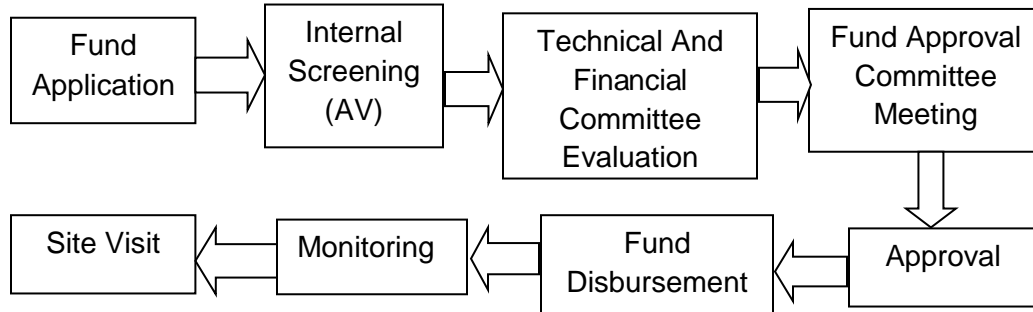 Fund
Application
Internal
Screening
(AV)
Technical And
Financial
Committee
Evaluation
Fund Approval
Committee
Meeting
Approval
Fund
Disbursement
Monitoring
Site Visit